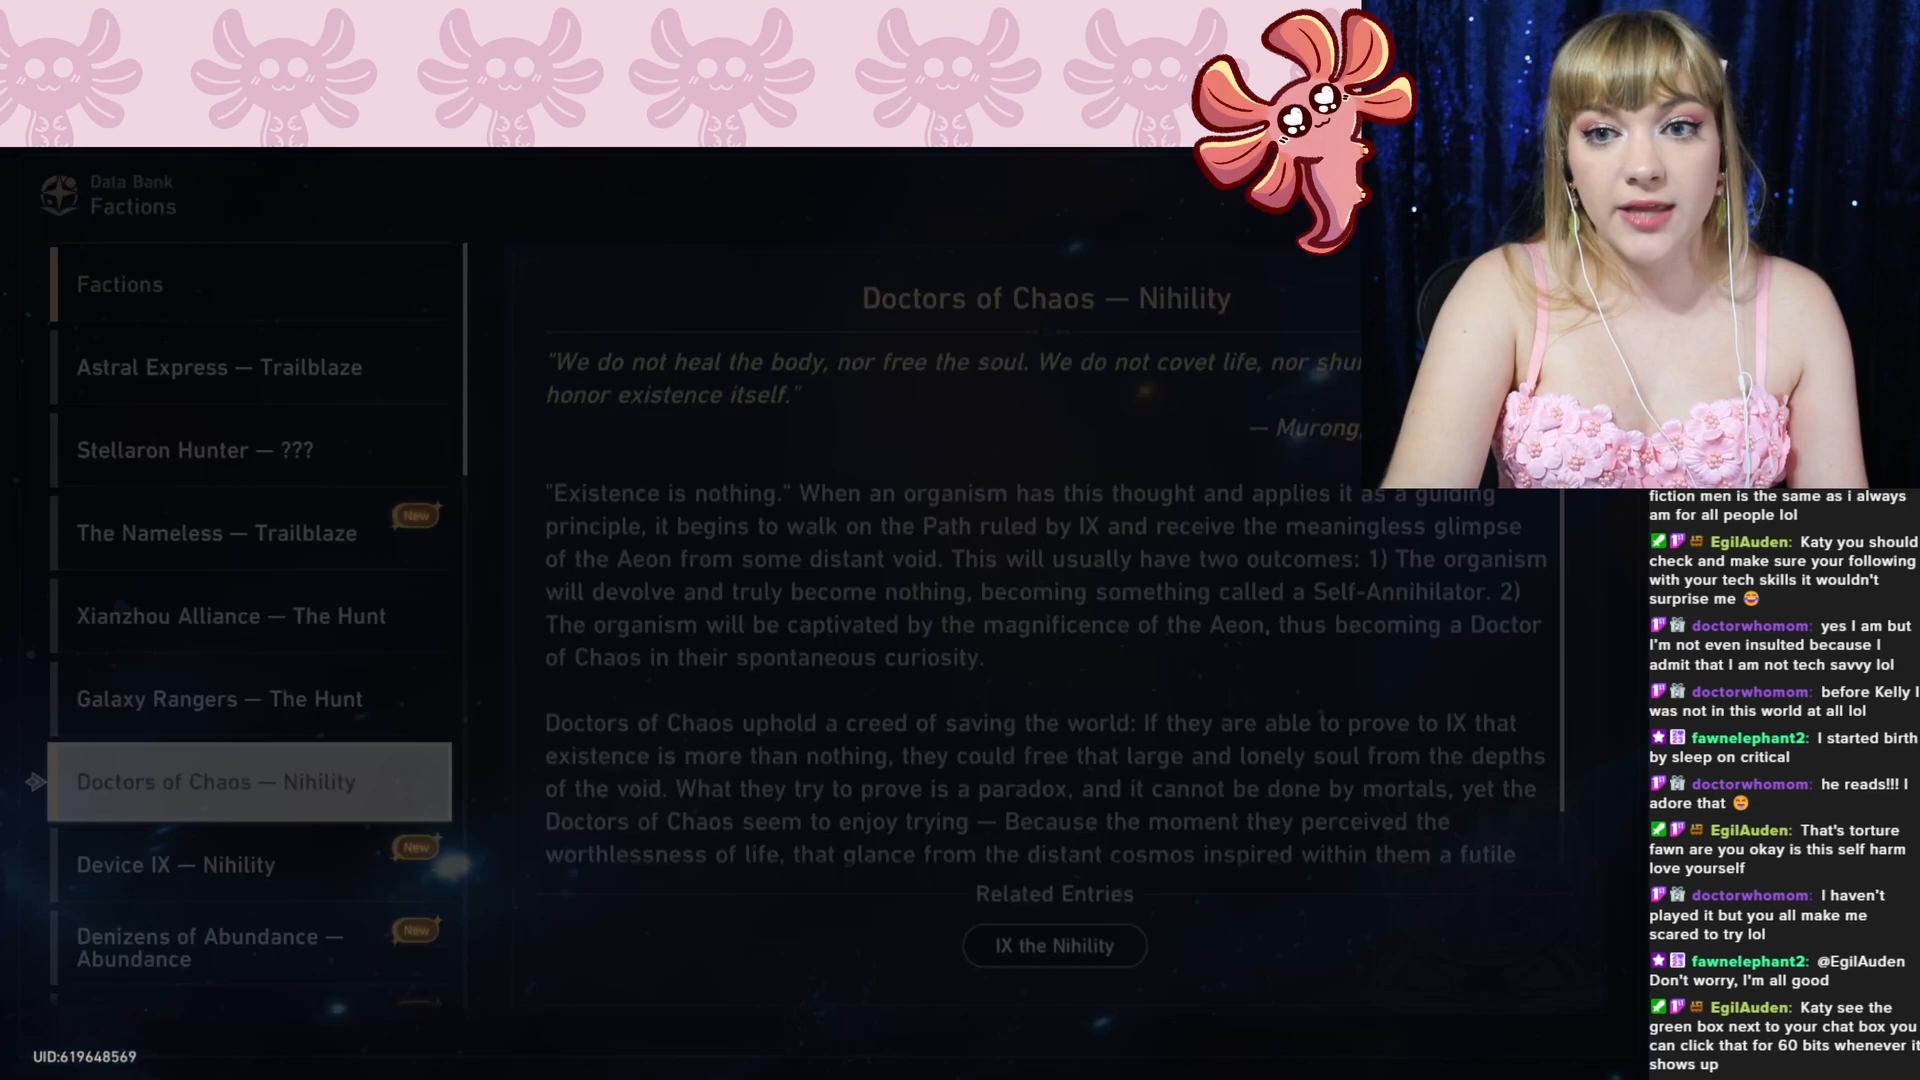 Data Bank
Factions
Factions
Astral Express — Trailblaze
Stellaron Hunter — ???
The Nameless — Trailblaze
New
Xianzhou Alliance — The Hunt
Galaxy Rangers — The Hunt
Doctors of Chaos — Nihility
Device IX — Nihility
New
Denizens of Abundance —
Abundance
New
UID:619648569
Doctors of Chaos — Nihility
"We do not heal the body, nor free the soul. We do not covet life, nor
honor existence itself."
— Murong,
"Existence is nothing." When an organism has this thought and applies it as a guiding
principle, it begins to walk on the Path ruled by IX and receive the meaningless glimpse
of the Aeon from some distant void. This will usually have two outcomes: 1) The organism
will devolve and truly become nothing, becoming something called a Self-Annihilator. 2)
The organism will be captivated by the magnificence of the Aeon, thus becoming a Doctor
of Chaos in their spontaneous curiosity.
Doctors of Chaos uphold a creed of saving the world: If they are able to prove to IX that
existence is more than nothing, they could free that large and lonely soul from the depths
of the void. What they try to prove is a paradox, and it cannot be done by mortals, yet the
Doctors of Chaos seem to enjoy trying — Because the moment they perceived the
worthlessness of life, that glance from the distant cosmos inspired within them a futile
Related Entries
IX the Nihility
fiction men is the same as i always
am for all people lol
EgilAuden: Katy you should
check and make sure your following
with your tech skills it wouldn't
surprise me
doctorwhomom: yes I am but
I'm not even insulted because I
admit that I am not tech savvy lol
doctorwhomom: before Kelly I
was not in this world at all lol
fawnelephant2: I started birth
by sleep on critical
doctorwhomom: he reads!!! I
adore that
EgilAuden: That's torture
fawn are you okay is this self harm
love yourself
doctorwhomom: I haven't
played it but you all make me
scared to try lol
fawnelephant2: @EgilAuden
Don't worry, I'm all good
EgilAuden: Katy see the
green box next to your chat box you
can click that for 60 bits whenever it
shows up